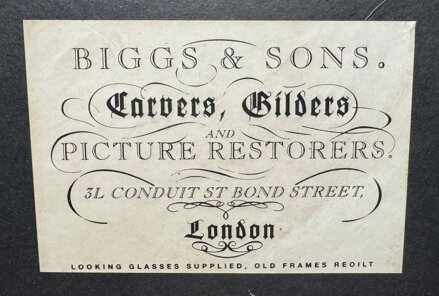 BIGGS & SONS.
Carvers, Gilders
AND
PICTURE RESTORERS.
3L CONDUIT ST BOND STREET,
London
LOOKING GLASSES SUPPLIED, OLD FRAMES REGILT